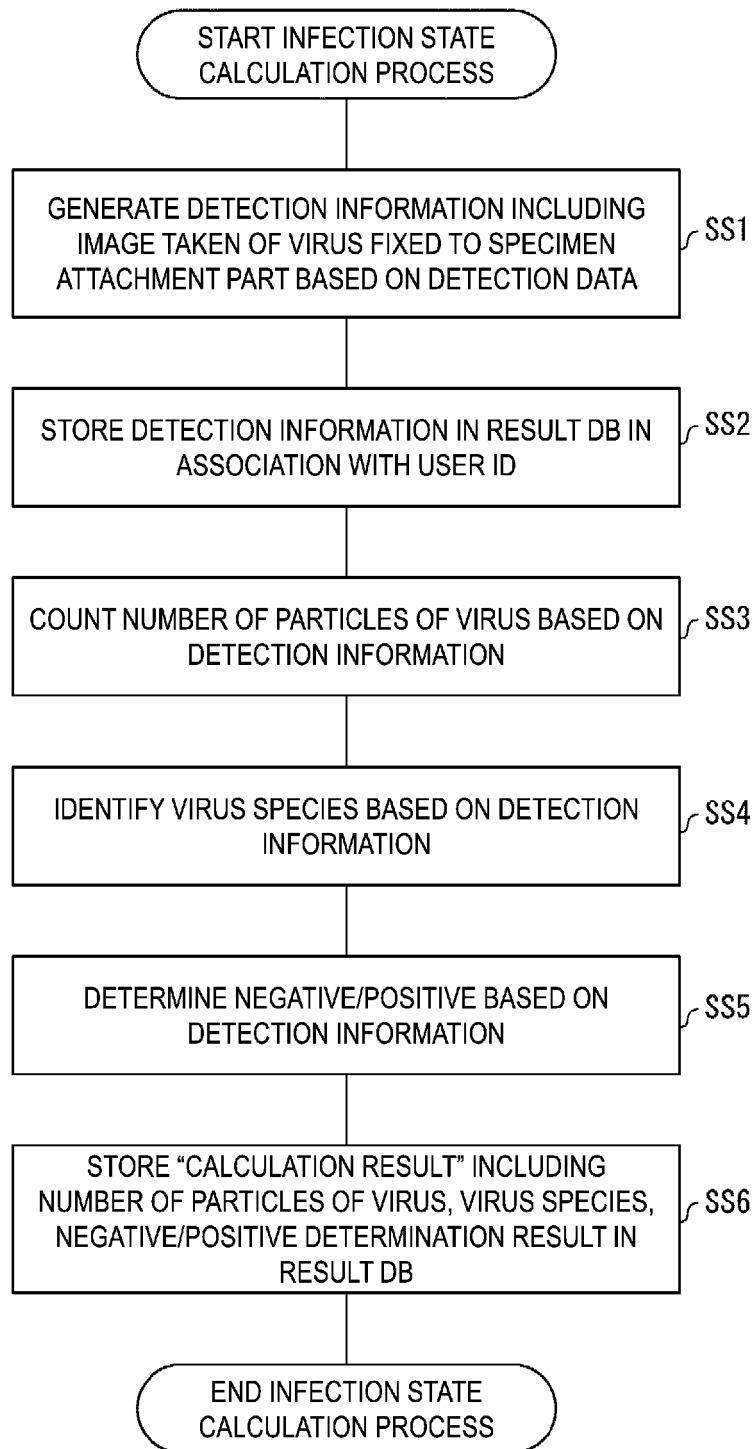 START INFECTION STATE
CALCULATION PROCESS
GENERATE DETECTION INFORMATION INCLUDING
IMAGE TAKEN OF VIRUS FIXED TO SPECIMEN
ATTACHMENT PART BASED ON DETECTION DATA
SS1
STORE DETECTION INFORMATION IN RESULT DB IN
ASSOCIATION WITH USER ID
SS2
COUNT NUMBER OF PARTICLES OF VIRUS BASED ON
DETECTION INFORMATION
SS3
IDENTIFY VIRUS SPECIES BASED ON DETECTION
INFORMATION
SS4
DETERMINE NEGATIVE/POSITIVE BASED ON
DETECTION INFORMATION
SS5
STORE “CALCULATION RESULT” INCLUDING
NUMBER OF PARTICLES OF VIRUS, VIRUS SPECIES,
NEGATIVE/POSITIVE DETERMINATION RESULT IN
RESULT DB
SS6
END INFECTION STATE
CALCULATION PROCESS